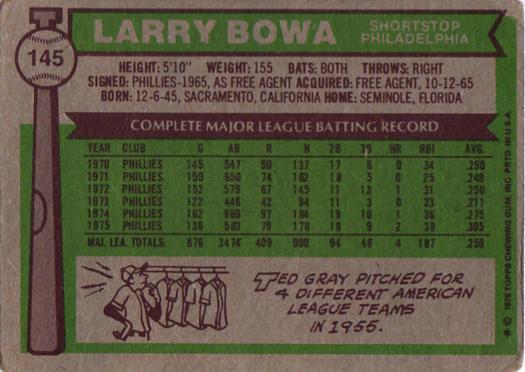 145
LARRY BOWA
SHORTSTOP
PHILADELPHIA
HEIGHT: 5'10" WEIGHT: 155 BATS: BOTH THROWS: RIGHT
SIGNED: PHILLIES-1965, AS FREE AGENT ACQUIRED: FREE AGENT, 10-12-65
BORN: 12-6-45, SACRAMENTO, CALIFORNIA HOME: SEMINOLE, FLORIDA
COMPLETE MAJOR LEAGUE BATTING RECORD
YEAR CLUB G AB R H 2B 3B HR RBI AVG.
1970 PHILLIES 145 547 50 137 17 6 0 34 .250
1971 PHILLIES 159 650 74 162 18 5 0 25 .249
1972 PHILLIES 152 579 67 145 11 13 1 31 .250
1973 PHILLIES 122 446 42 94 11 3 0 23 .211
1974 PHILLIES 162 669 97 184 19 10 1 36 .275
1975 PHILLIES 136 583 79 178 18 9 2 38 .305
MAJ. LEA. TOTALS: 876 3474 409 900 94 46 4 187 .259
TED GRAY PITCHED FOR
4 DIFFERENT AMERICAN
LEAGUE TEAMS
IN 1955.
* © 1976 TOPPS CHEWING GUM, INC. PRTD. IN U.S.A.